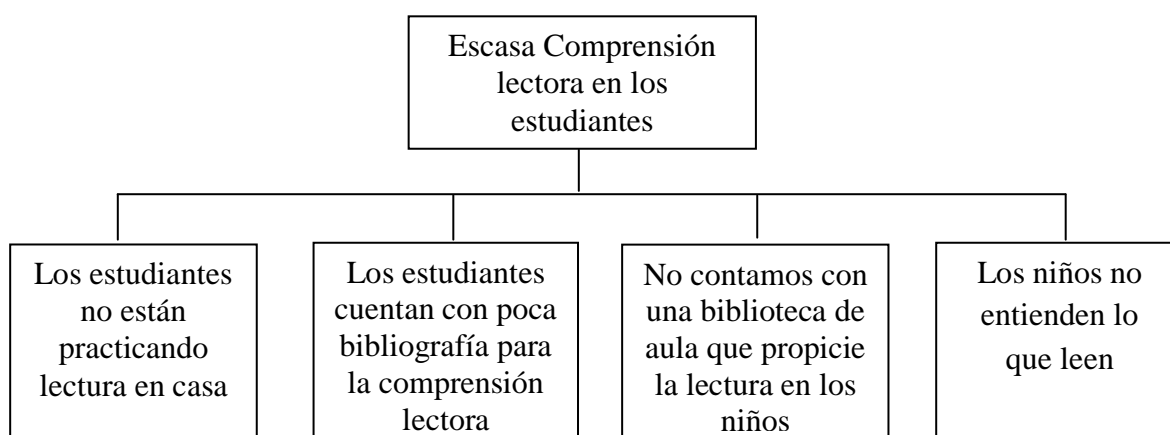 Escasa Comprensión
lectora en los
estudiantes
Los estudiantes
no están
practicando
lectura en casa
Los estudiantes
cuentan con poca
bibliografía para
la comprensión
lectora
No contamos con
una biblioteca de
aula que propicie
la lectura en los
niños
Los niños no
entienden lo
que leen